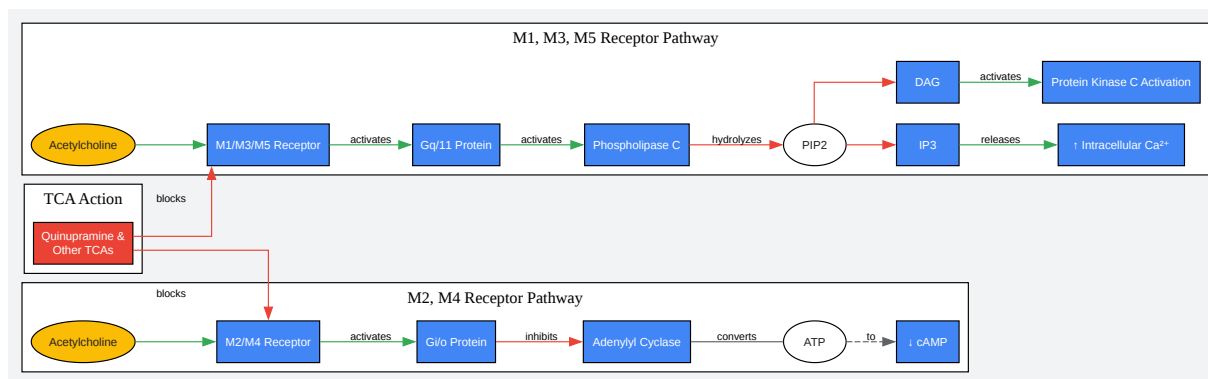 M1, M3, M5 Receptor Pathway
DAG
activates
Protein Kinase C Activation
Acetylcholine
M1/M3/M5 Receptor
activates
Gq/11 Protein
activates
Phospholipase C
hydrolyzes
PIP2
IP3
releases
↑ Intracellular Ca²⁺
TCA Action
blocks
Quinupramine &
Other TCAs
blocks
M2, M4 Receptor Pathway
Acetylcholine
M2/M4 Receptor
activates
Gi/o Protein
inhibits
Adenylyl Cyclase
converts
ATP
to
↓ cAMP